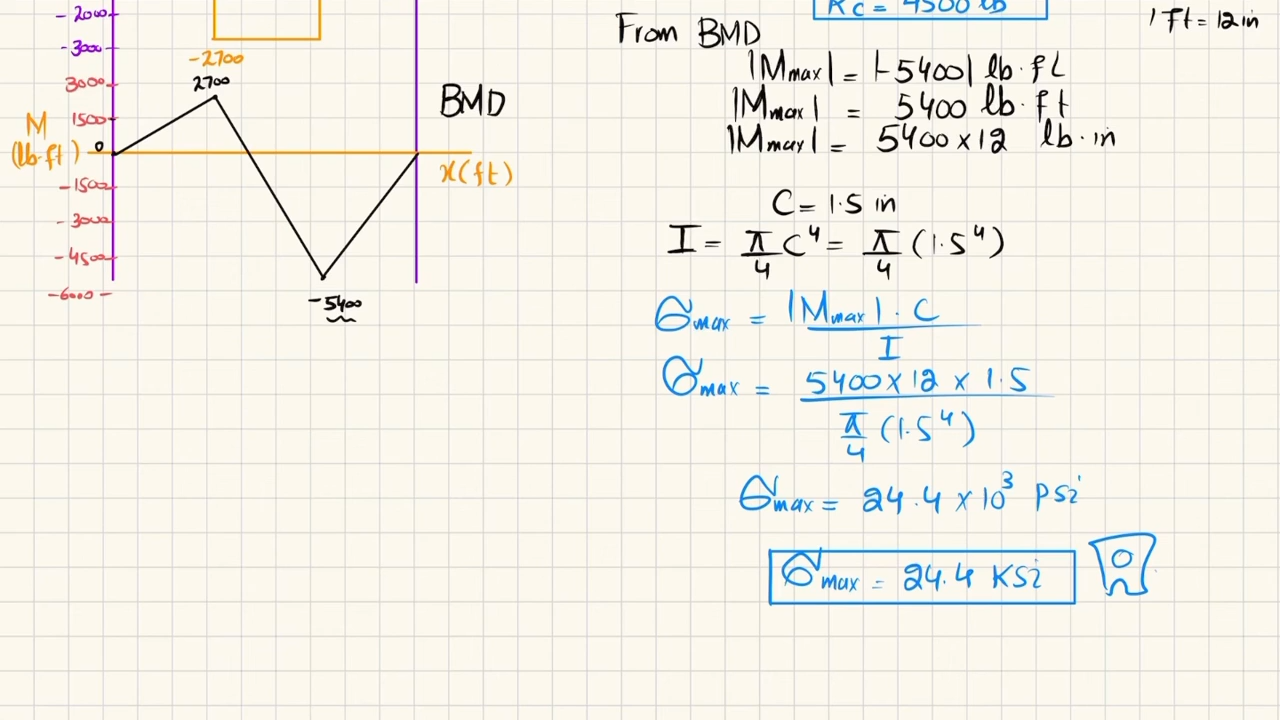 - 2000
- 3000
-2700
2700
3000
1500
0
-1500
- 3000
- 4500
-6000
M
(lb·ft)
x(ft)
-5400
BMD
Rc = 4500 lb
1 ft = 12 in
From BMD
|Mmax| = |-5400| lb·ft
|Mmax| = 5400 lb·ft
|Mmax| = 5400 x 12 lb·in
C = 1.5 in
I = π/4 C⁴ = π/4 (1.5⁴)
σmax = |Mmax| · C / I
σmax = 5400 x 12 x 1.5 / π/4 (1.5⁴)
σmax = 24.4 x 10³ psi
σmax = 24.4 Ksi